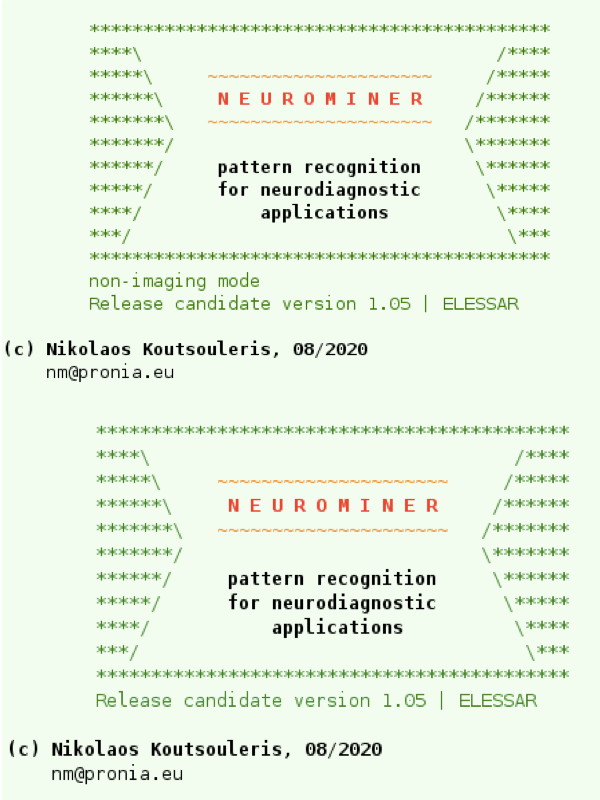 *******************************************
****\                                 /****
*****\     ~~~~~~~~~~~~~~~~~~~~~     /*****
******\     N E U R O M I N E R     /******
*******\   ~~~~~~~~~~~~~~~~~~~~~   /*******
*******/                           \*******
******/     pattern recognition     \******
*****/      for neurodiagnostic      \*****
****/           applications          \****
***/                                   \***
*******************************************
non-imaging mode
Release candidate version 1.05 | ELESSAR
(c) Nikolaos Koutsouleris, 08/2020
nm@pronia.eu
*******************************************
****\                                 /****
*****\     ~~~~~~~~~~~~~~~~~~~~~     /*****
******\     N E U R O M I N E R     /******
*******\   ~~~~~~~~~~~~~~~~~~~~~   /*******
*******/                           \*******
******/     pattern recognition     \******
*****/      for neurodiagnostic      \*****
****/           applications          \****
***/                                   \***
*******************************************
Release candidate version 1.05 | ELESSAR
(c) Nikolaos Koutsouleris, 08/2020
nm@pronia.eu